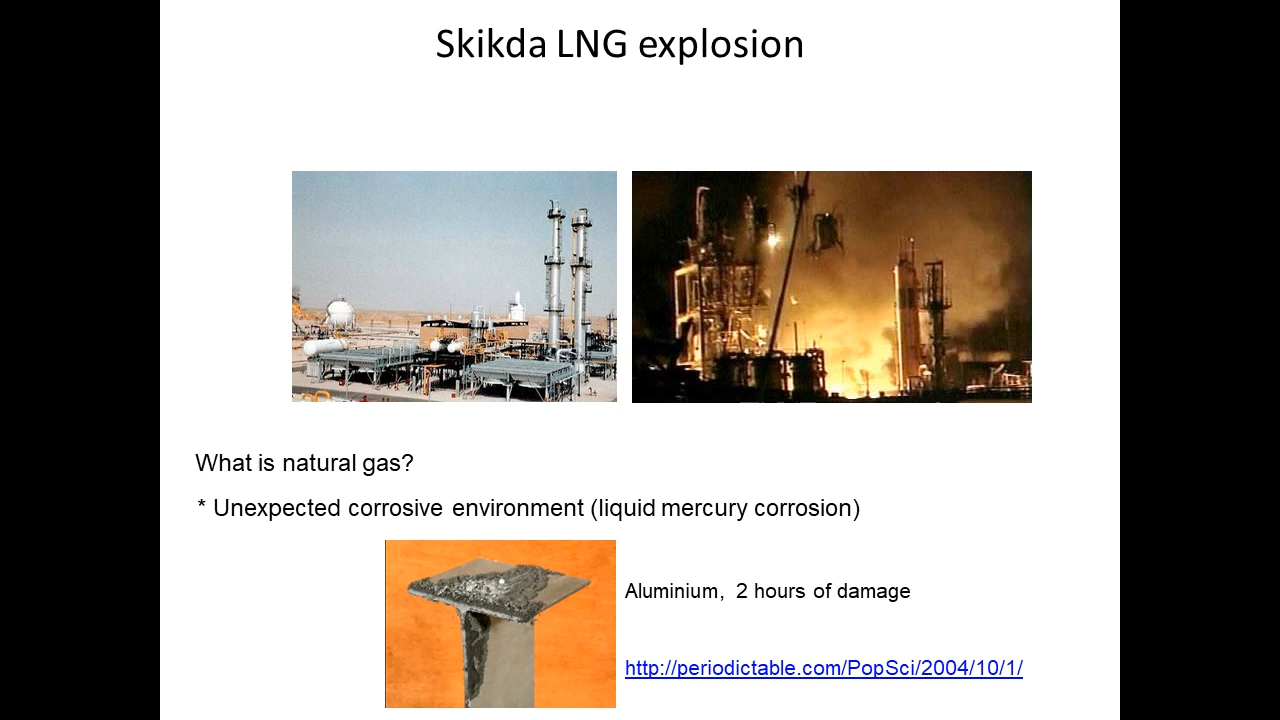 Skikda LNG explosion
What is natural gas?
* Unexpected corrosive environment (liquid mercury corrosion)
Aluminium, 2 hours of damage
http://periodictable.com/PopSci/2004/10/1/